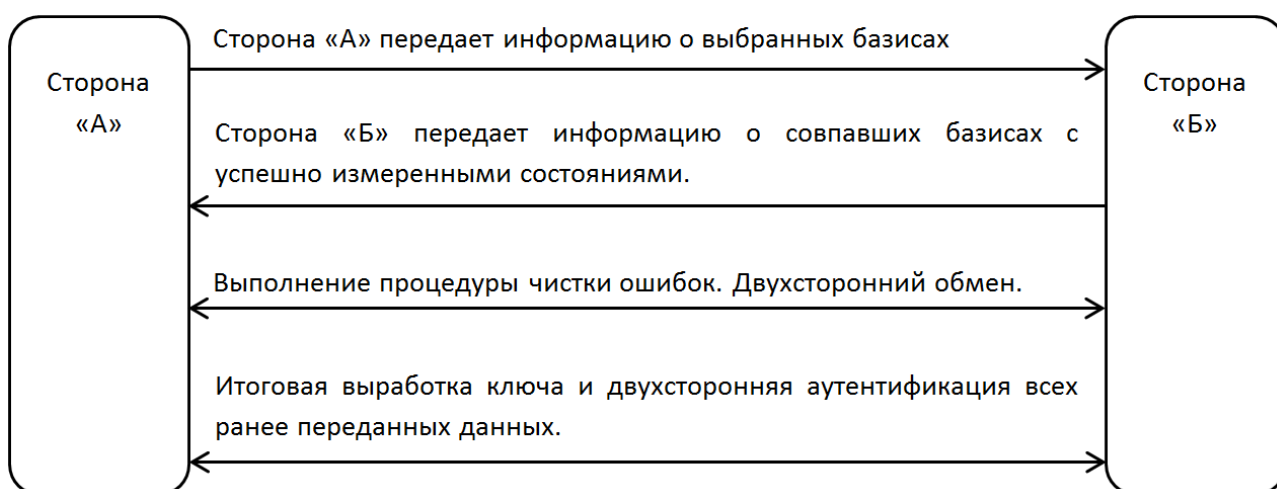 Сторона
«А»
Сторона «А» передает информацию о выбранных базисах
Сторона «Б» передает информацию о совпавших базисах с
успешно измеренными состояниями.
Выполнение процедуры чистки ошибок. Двухсторонний обмен.
Итоговая выработка ключа и двухсторонняя аутентификация всех
ранее переданных данных.
Сторона
«Б»